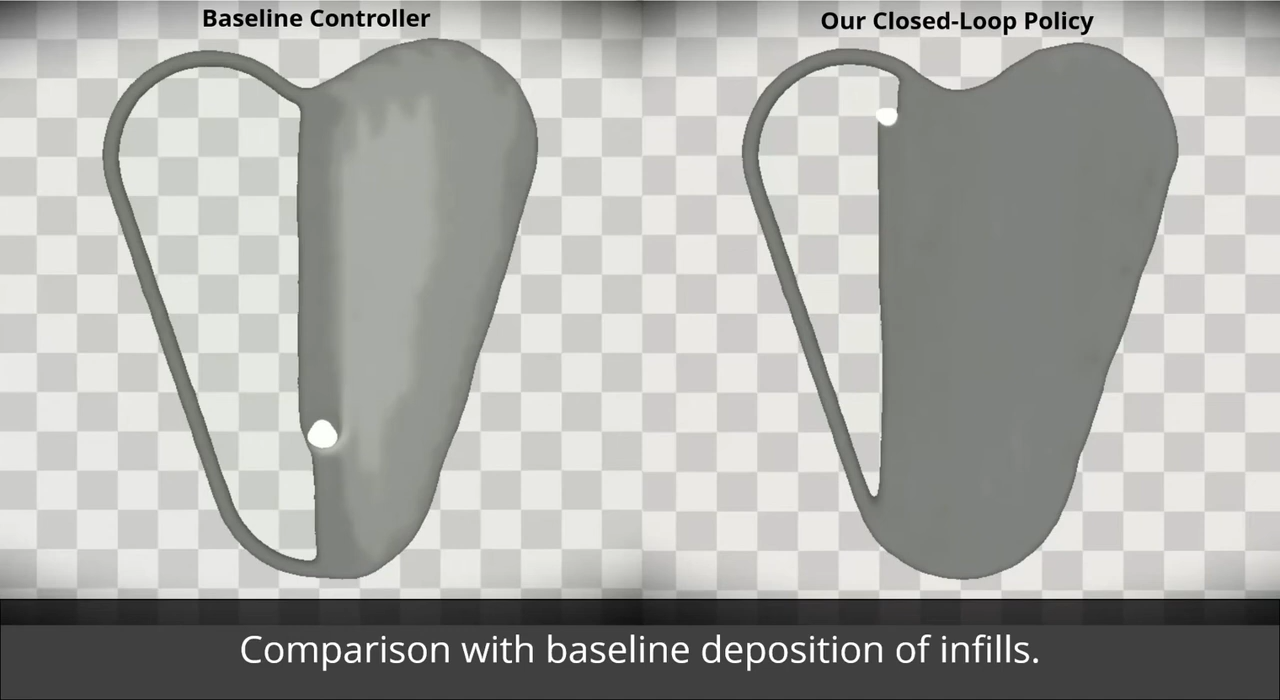 Baseline Controller
Our Closed-Loop Policy
Comparison with baseline deposition of infills.